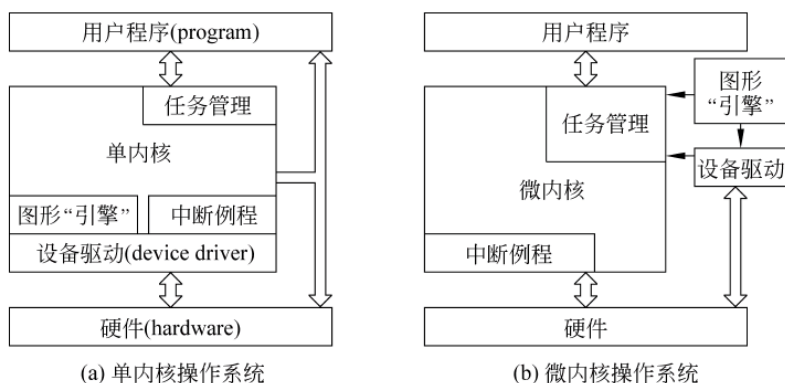 用户程序(program)
任务管理
单内核
图形“引擎”
中断例程
设备驱动(device driver)
硬件(hardware)
(a) 单内核操作系统
用户程序
图形
“引擎”
任务管理
设备驱动
微内核
中断例程
硬件
(b) 微内核操作系统